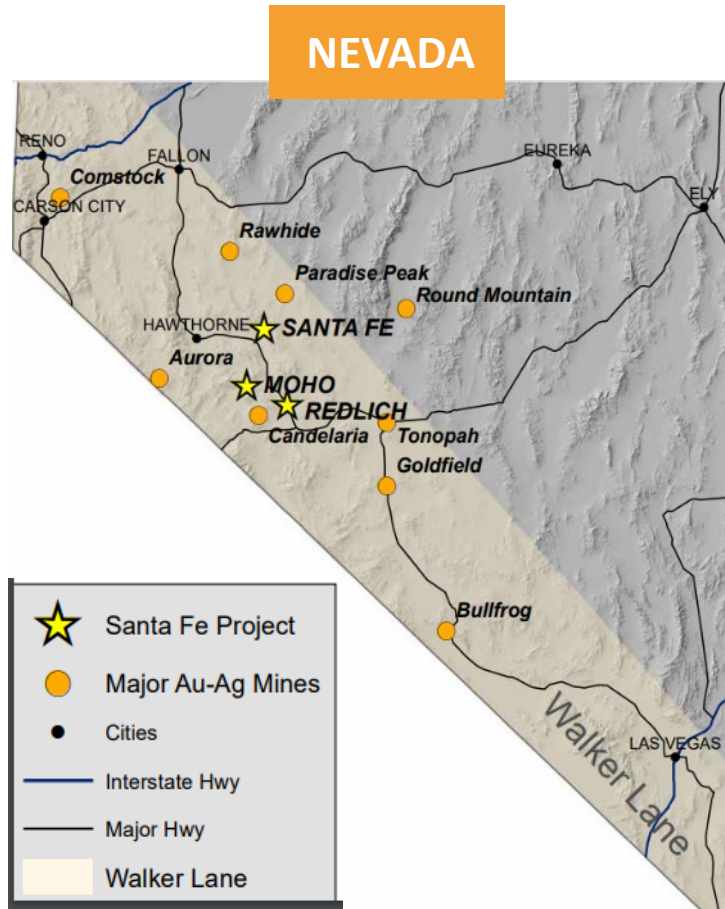 NEVADA
RENO
FALLON
EUREKA
Comstock
ELY
CARSON CITY
Rawhide
Paradise Peak
Round Mountain
HAWTHORNE
SANTA FE
Aurora
MOHO
REDLICH
Candelaria
Tonopah
Goldfield
Bullfrog
Walker Lane
LAS VEGAS
Santa Fe Project
Major Au-Ag Mines
Cities
Interstate Hwy
Major Hwy
Walker Lane